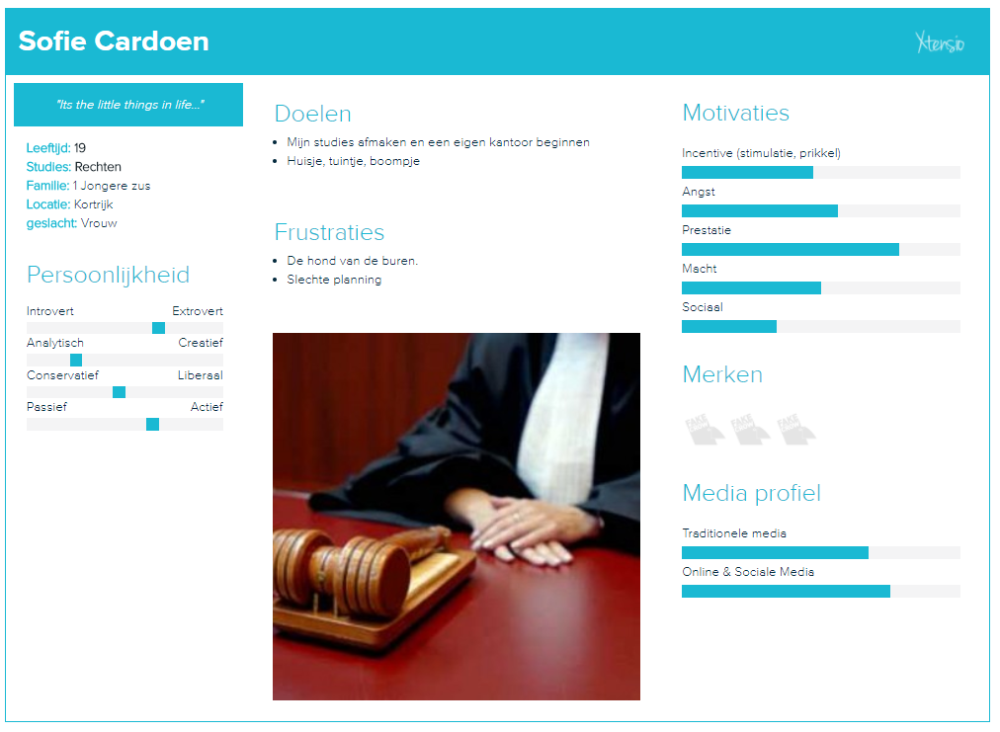 Sofie Cardoen
Xtensio
"Its the little things in life..."
Leeftijd: 19
Studies: Rechten
Familie: 1 Jongere zus
Locatie: Kortrijk
geslacht: Vrouw
Persoonlijkheid
Introvert Extrovert
Analytisch Creatief
Conservatief Liberaal
Passief Actief
Doelen
• Mijn studies afmaken en een eigen kantoor beginnen
• Huisje, tuintje, boompje
Frustraties
• De hond van de buren.
• Slechte planning
Motivaties
Incentive (stimulatie, prikkel)
Angst
Prestatie
Macht
Sociaal
Merken
FAKE FAKE FAKE
Media profiel
Traditionele media
Online & Sociale Media